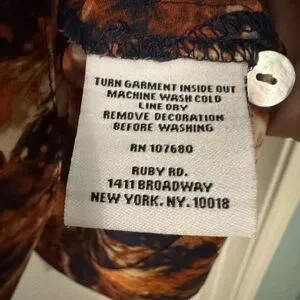 TURN GARMENT INSIDE OUT
MACHINE WASH COLD
LINE DRY
REMOVE DECORATION
BEFORE WASHING
RN 107680
RUBY RD.
1411 BROADWAY
NEW YORK. NY. 10018